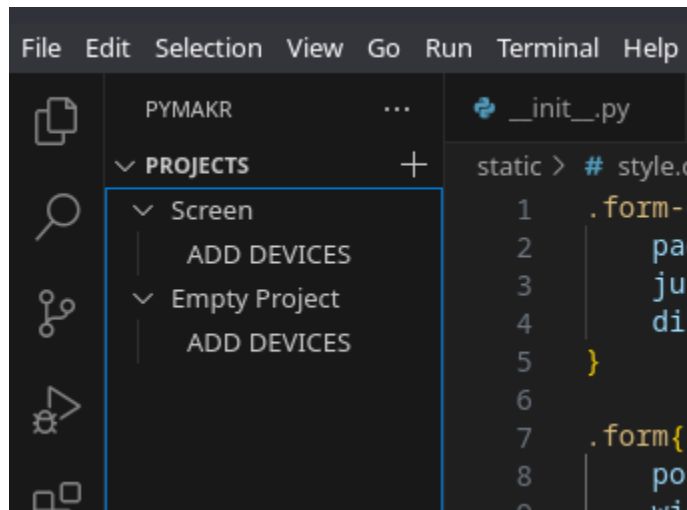 File Edit Selection View Go Run Terminal Help
PYMAKR ...
__init__.py
PROJECTS +
static > # style.
Screen
ADD DEVICES
Empty Project
ADD DEVICES
1 .form-
2 pa
3 ju
4 di
5 }
6
7 .form{
8 po